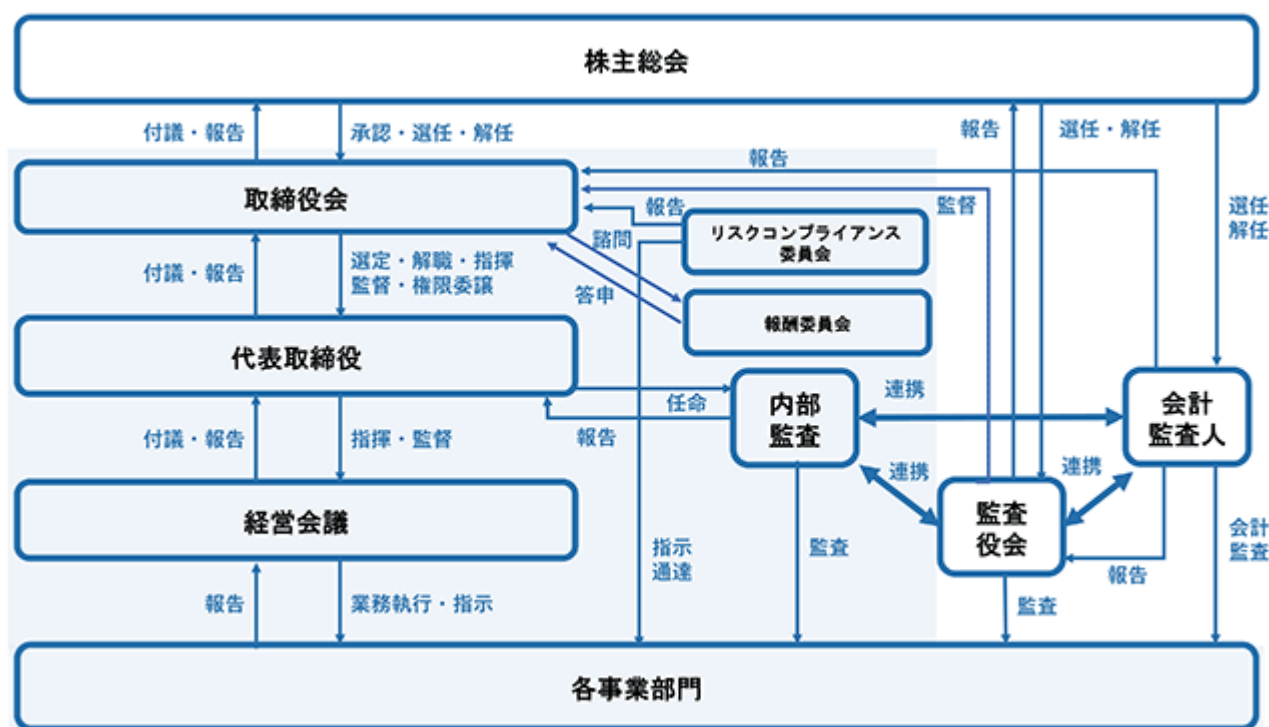 株主総会
付議・報告
承認・選任・解任
報告
選任・解任
報告
取締役会
監督
選任
解任
報告
リスクコンプライアンス
委員会
諮問
付議・報告
選定・解職・指揮
監督・権限委譲
答申
報酬委員会
代表取締役
任命
内部
監査
連携
会計
監査人
付議・報告
指揮・監督
報告
連携
連携
経営会議
監査
役会
指示
通達
監査
会計
監査
報告
報告
業務執行・指示
監査
各事業部門